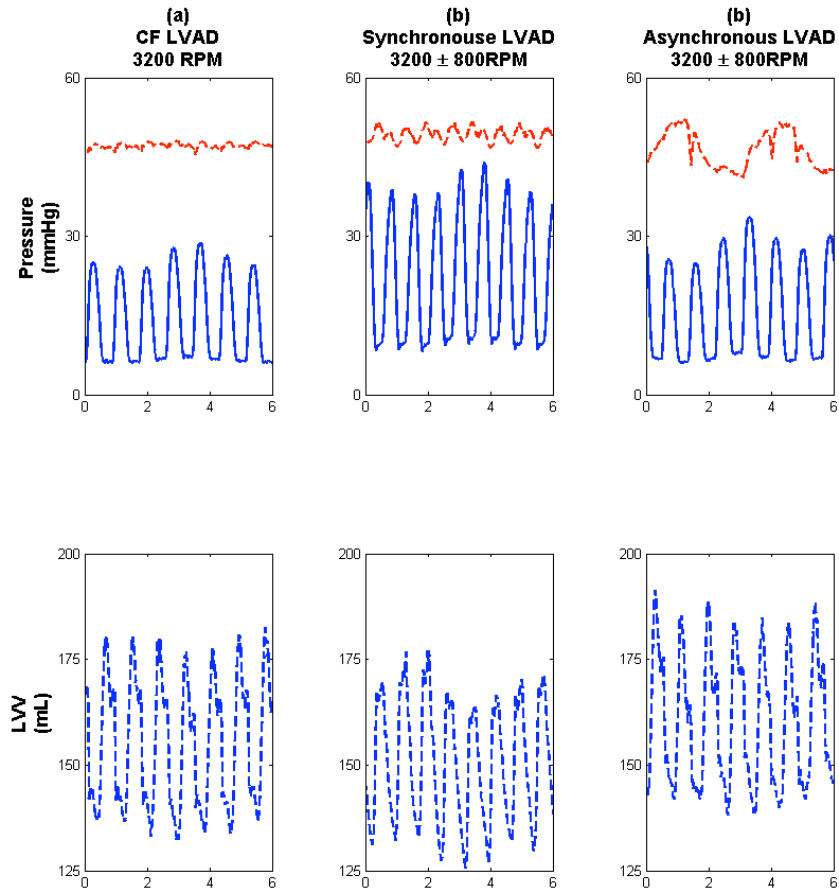 (a)
CF LVAD
3200 RPM
(b)
Synchronouse LVAD
3200 ± 800RPM
(b)
Asynchronous LVAD
3200 ± 800RPM
Pressure
(mmHg)
60
30
0
0 2 4 6
60
30
0
0 2 4 6
60
30
0
0 2 4 6
LVV
(mL)
200
175
150
125
0 2 4 6
200
175
150
125
0 2 4 6
200
175
150
125
0 2 4 6